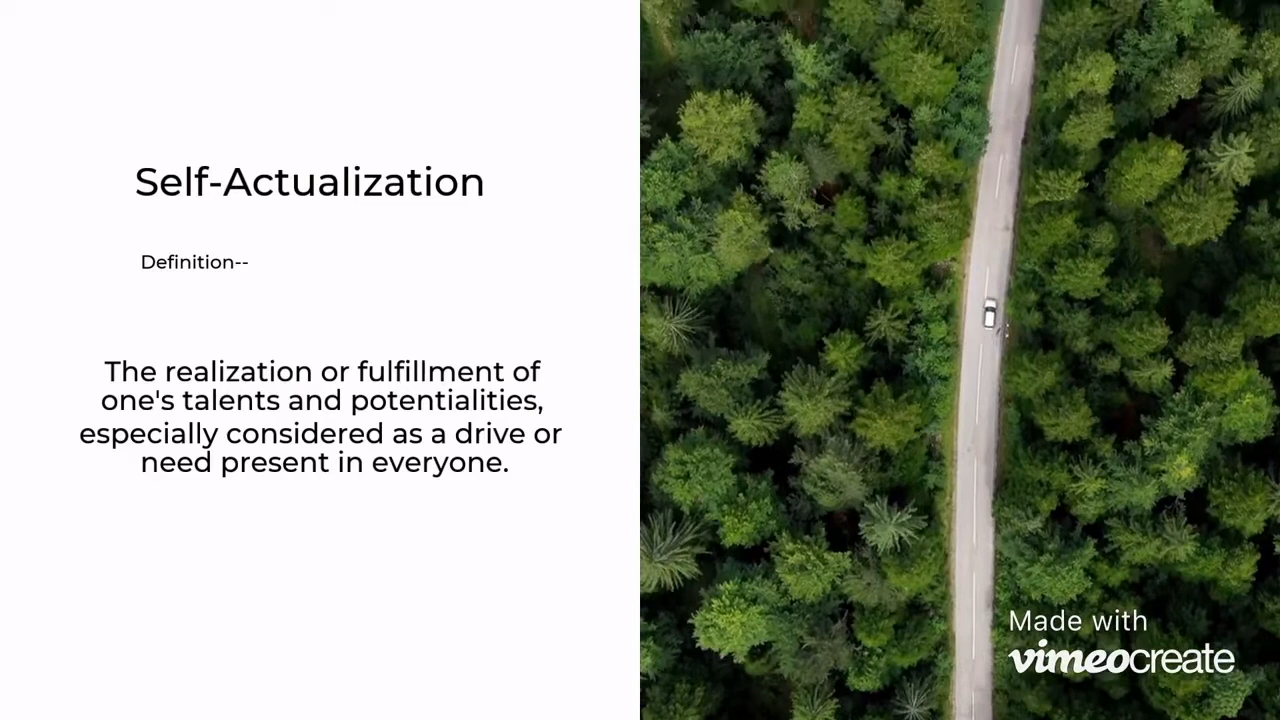 Self-Actualization
Definition--
The realization or fulfillment of
one's talents and potentialities,
especially considered as a drive or
need present in everyone.
Made with
vimeocreate